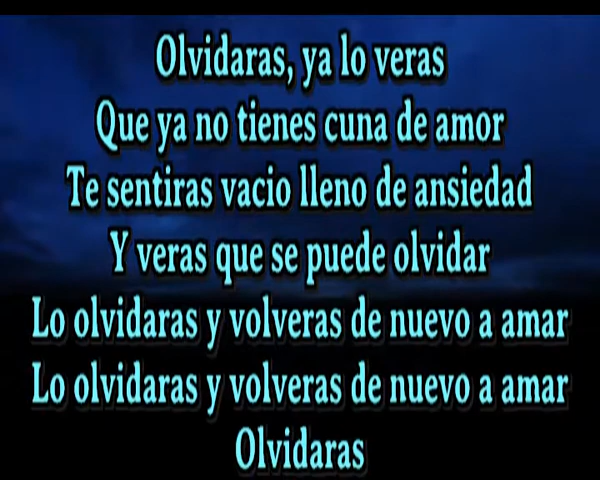 Olvidaras, ya lo veras
Que ya no tienes cuna de amor
Te sentiras vacio lleno de ansiedad
Y veras que se puede olvidar
Lo olvidaras y volveras de nuevo a amar
Lo olvidaras y volveras de nuevo a amar
Olvidaras